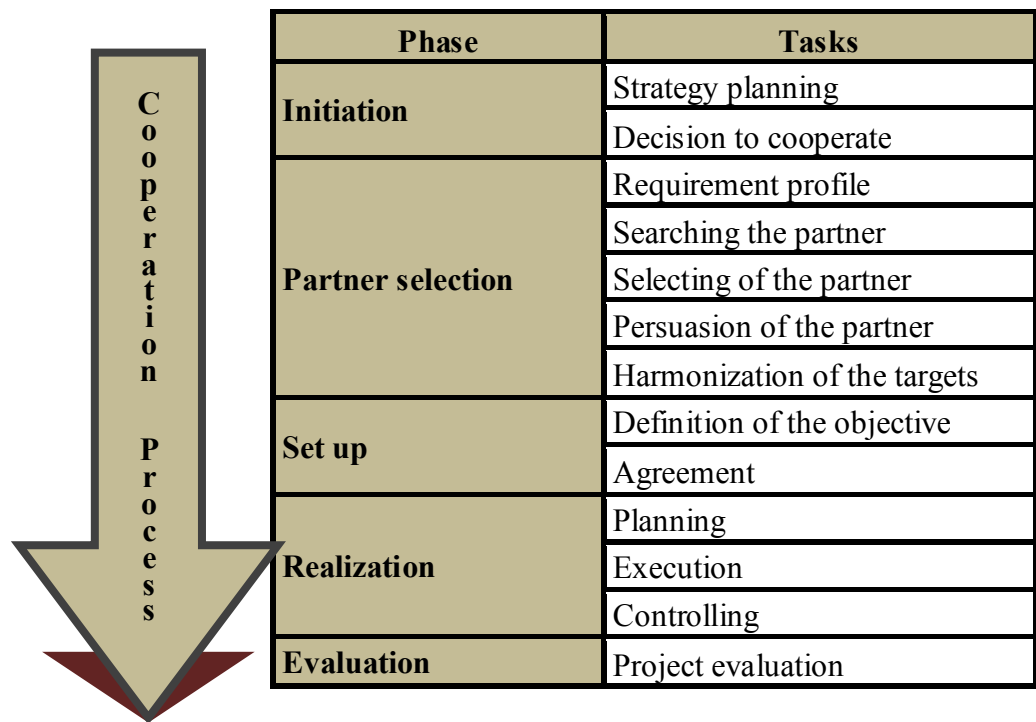 Cooperation Process
Phase Tasks
Initiation
Strategy planning
Decision to cooperate
Partner selection
Requirement profile
Searching the partner
Selecting of the partner
Persuasion of the partner
Harmonization of the targets
Set up
Definition of the objective
Agreement
Realization
Planning
Execution
Controlling
Evaluation
Project evaluation